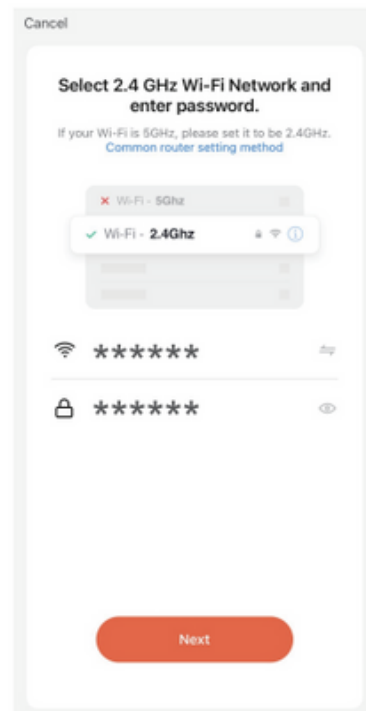 Cancel
Select 2.4 GHz Wi-Fi Network and
enter password.
If your Wi-Fi is 5GHz, please set it to be 2.4GHz.
Common router setting method
Wi-Fi - 5Ghz
Wi-Fi - 2.4Ghz
******
******
Next